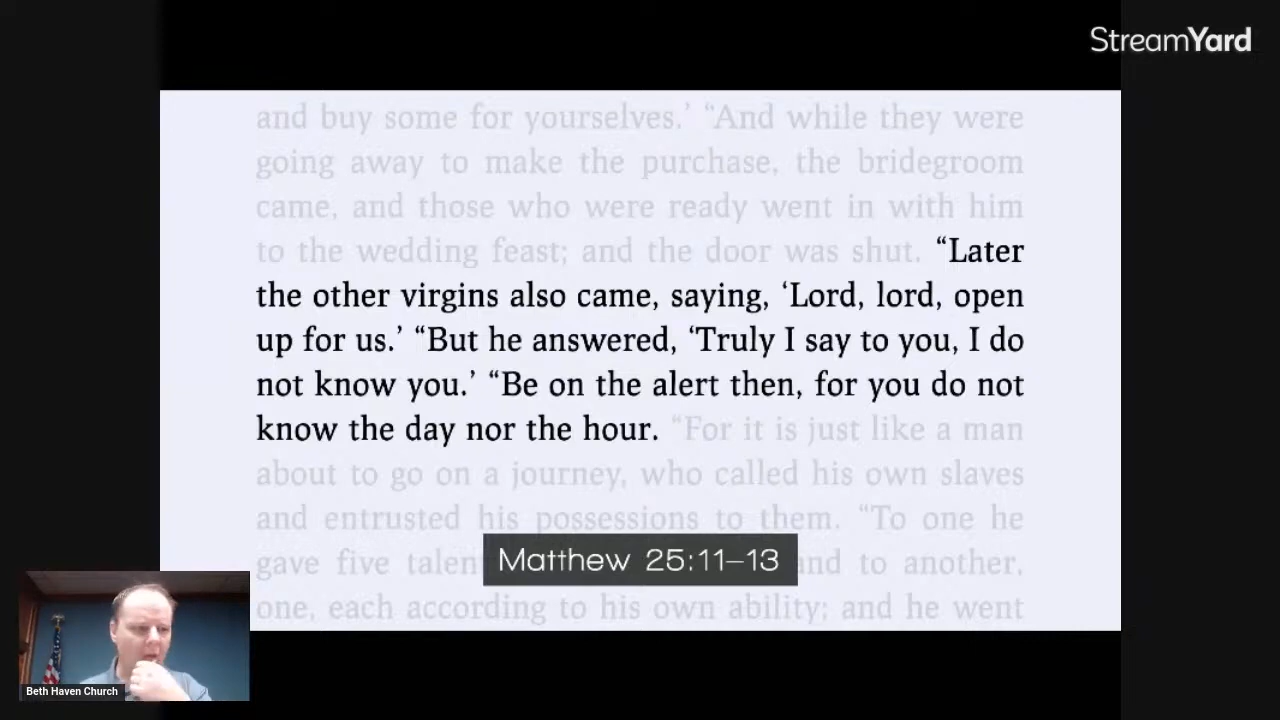 StreamYard
and buy some for yourselves.’ “And while they were
going away to make the purchase, the bridegroom
came, and those who were ready went in with him
to the wedding feast; and the door was shut. “Later
the other virgins also came, saying, ‘Lord, lord, open
up for us.’ “But he answered, ‘Truly I say to you, I do
not know you.’ “Be on the alert then, for you do not
know the day nor the hour. “For it is just like a man
about to go on a journey, who called his own slaves
and entrusted his possessions to them. “To one he
gave five talen and to another,
Matthew 25:11–13
one, each according to his own ability; and he went
Beth Haven Church